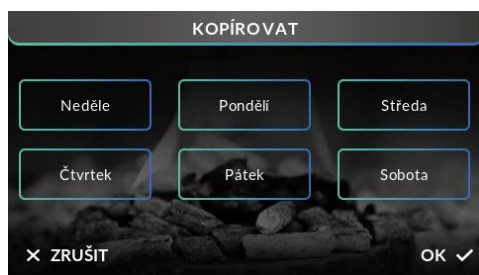 KOPÍROVAT
Neděle Pondělí Středa
Čtvrtek Pátek Sobota
× ZRUŠIT OK ✓